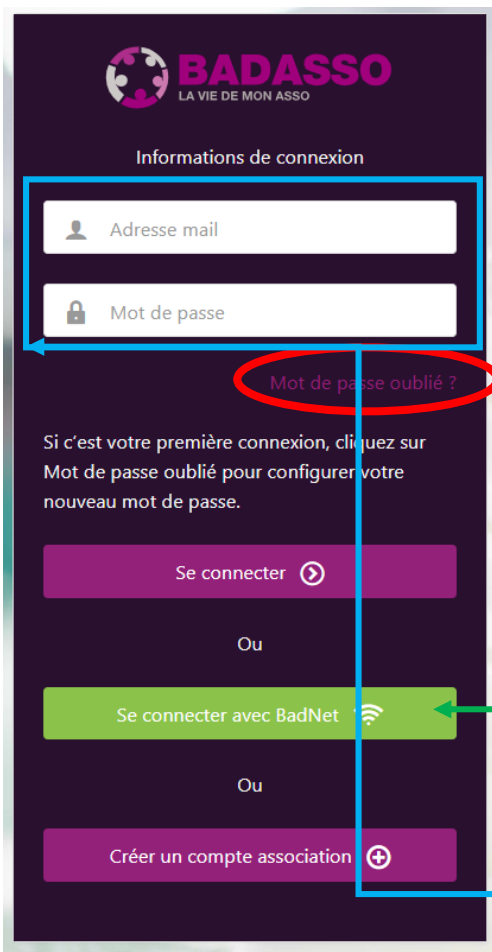 BADASSO
LA VIE DE MON ASSO
Informations de connexion
Adresse mail
Mot de passe
Mot de passe oublié ?
Si c'est votre première connexion, cliquez sur
Mot de passe oublié pour configurer votre
nouveau mot de passe.
Se connecter
Ou
Se connecter avec BadNet
Ou
Créer un compte association